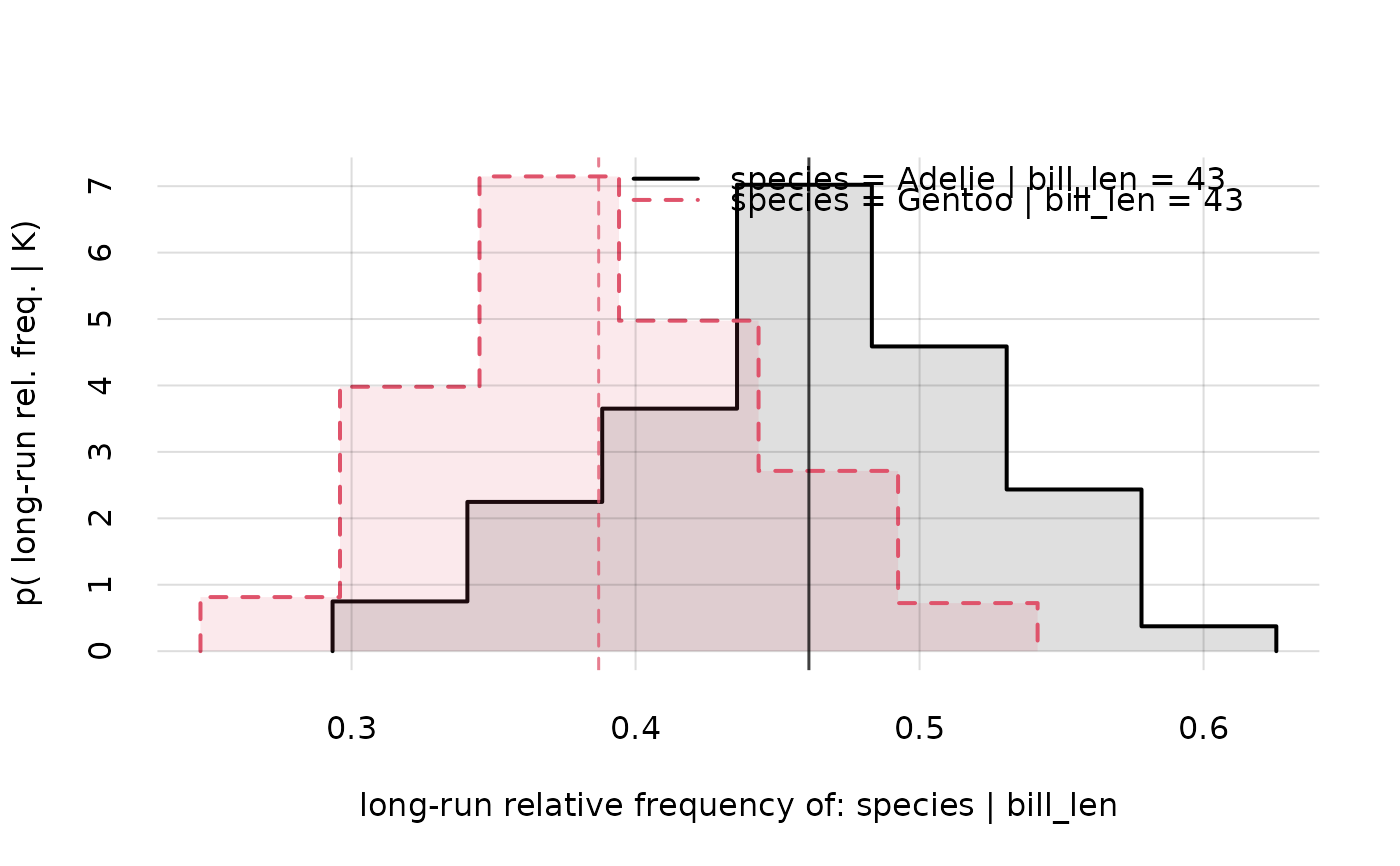 species = Adelie | bill_len = 43
species = Gentoo | bill_len = 43
p( long-run rel. freq. | K)
7
6
5
4
3
2
1
0
0.3 0.4 0.5 0.6
long-run relative frequency of: species | bill_len